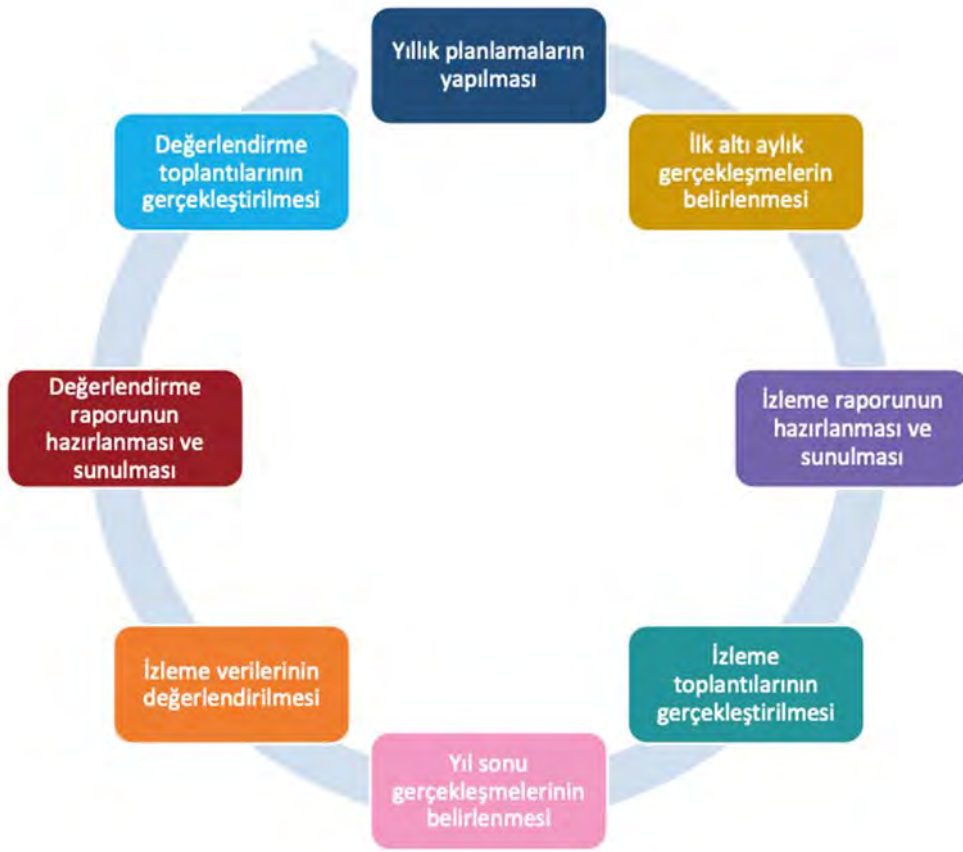 Yıllık planlamaların
yapılması
İlk altı aylık
gerçekleşmelerin
belirlenmesi
İzleme raporunun
hazırlanması ve
sunulması
İzleme
toplantılarının
gerçekleştirilmesi
Yıl sonu
gerçekleşmelerinin
belirlenmesi
İzleme verilerinin
değerlendirilmesi
Değerlendirme
raporunun
hazırlanması ve
sunulması
Değerlendirme
toplantılarının
gerçekleştirilmesi